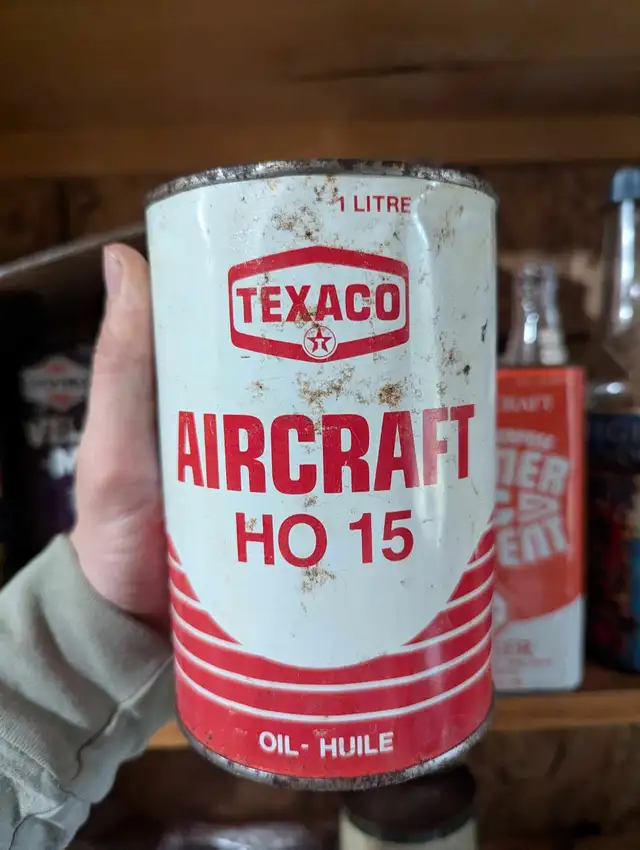 1 LITRE
TEXACO
T
AIRCRAFT
HO 15
OIL- HUILE